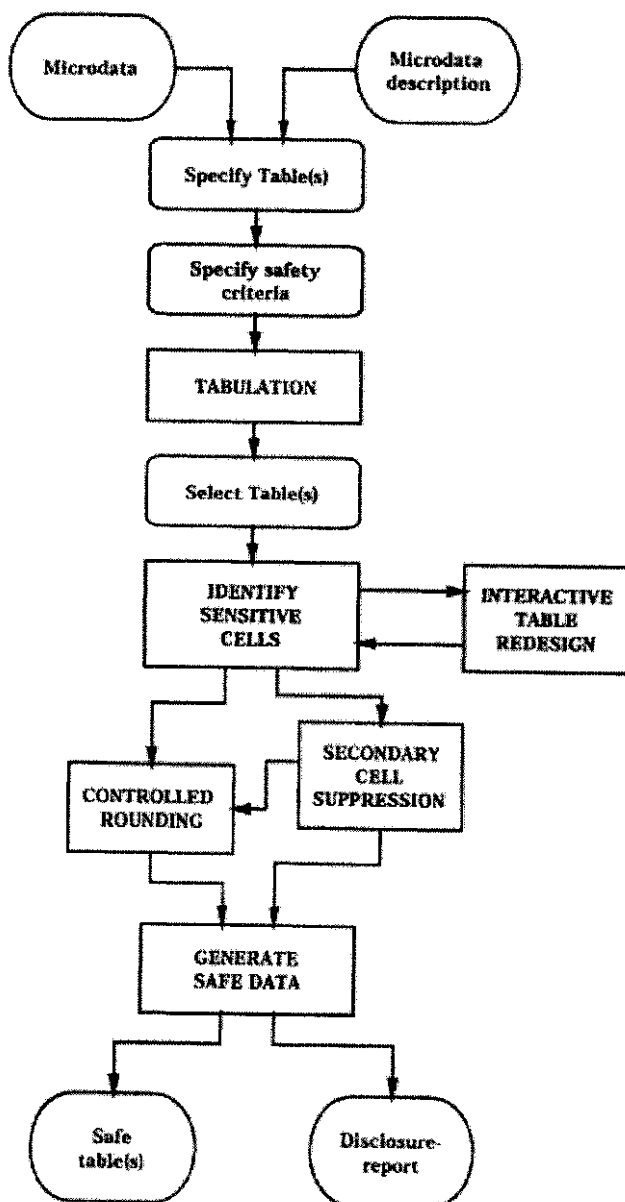 Microdata
Microdata
description
Specify Table(s)
Specify safety
criteria
TABULATION
Select Table(s)
IDENTIFY
SENSITIVE
CELLS
INTERACTIVE
TABLE
REDESIGN
SECONDARY
CELL
SUPPRESSION
CONTROLLED
ROUNDING
GENERATE
SAFE DATA
Safe
table(s)
Disclosure-
report